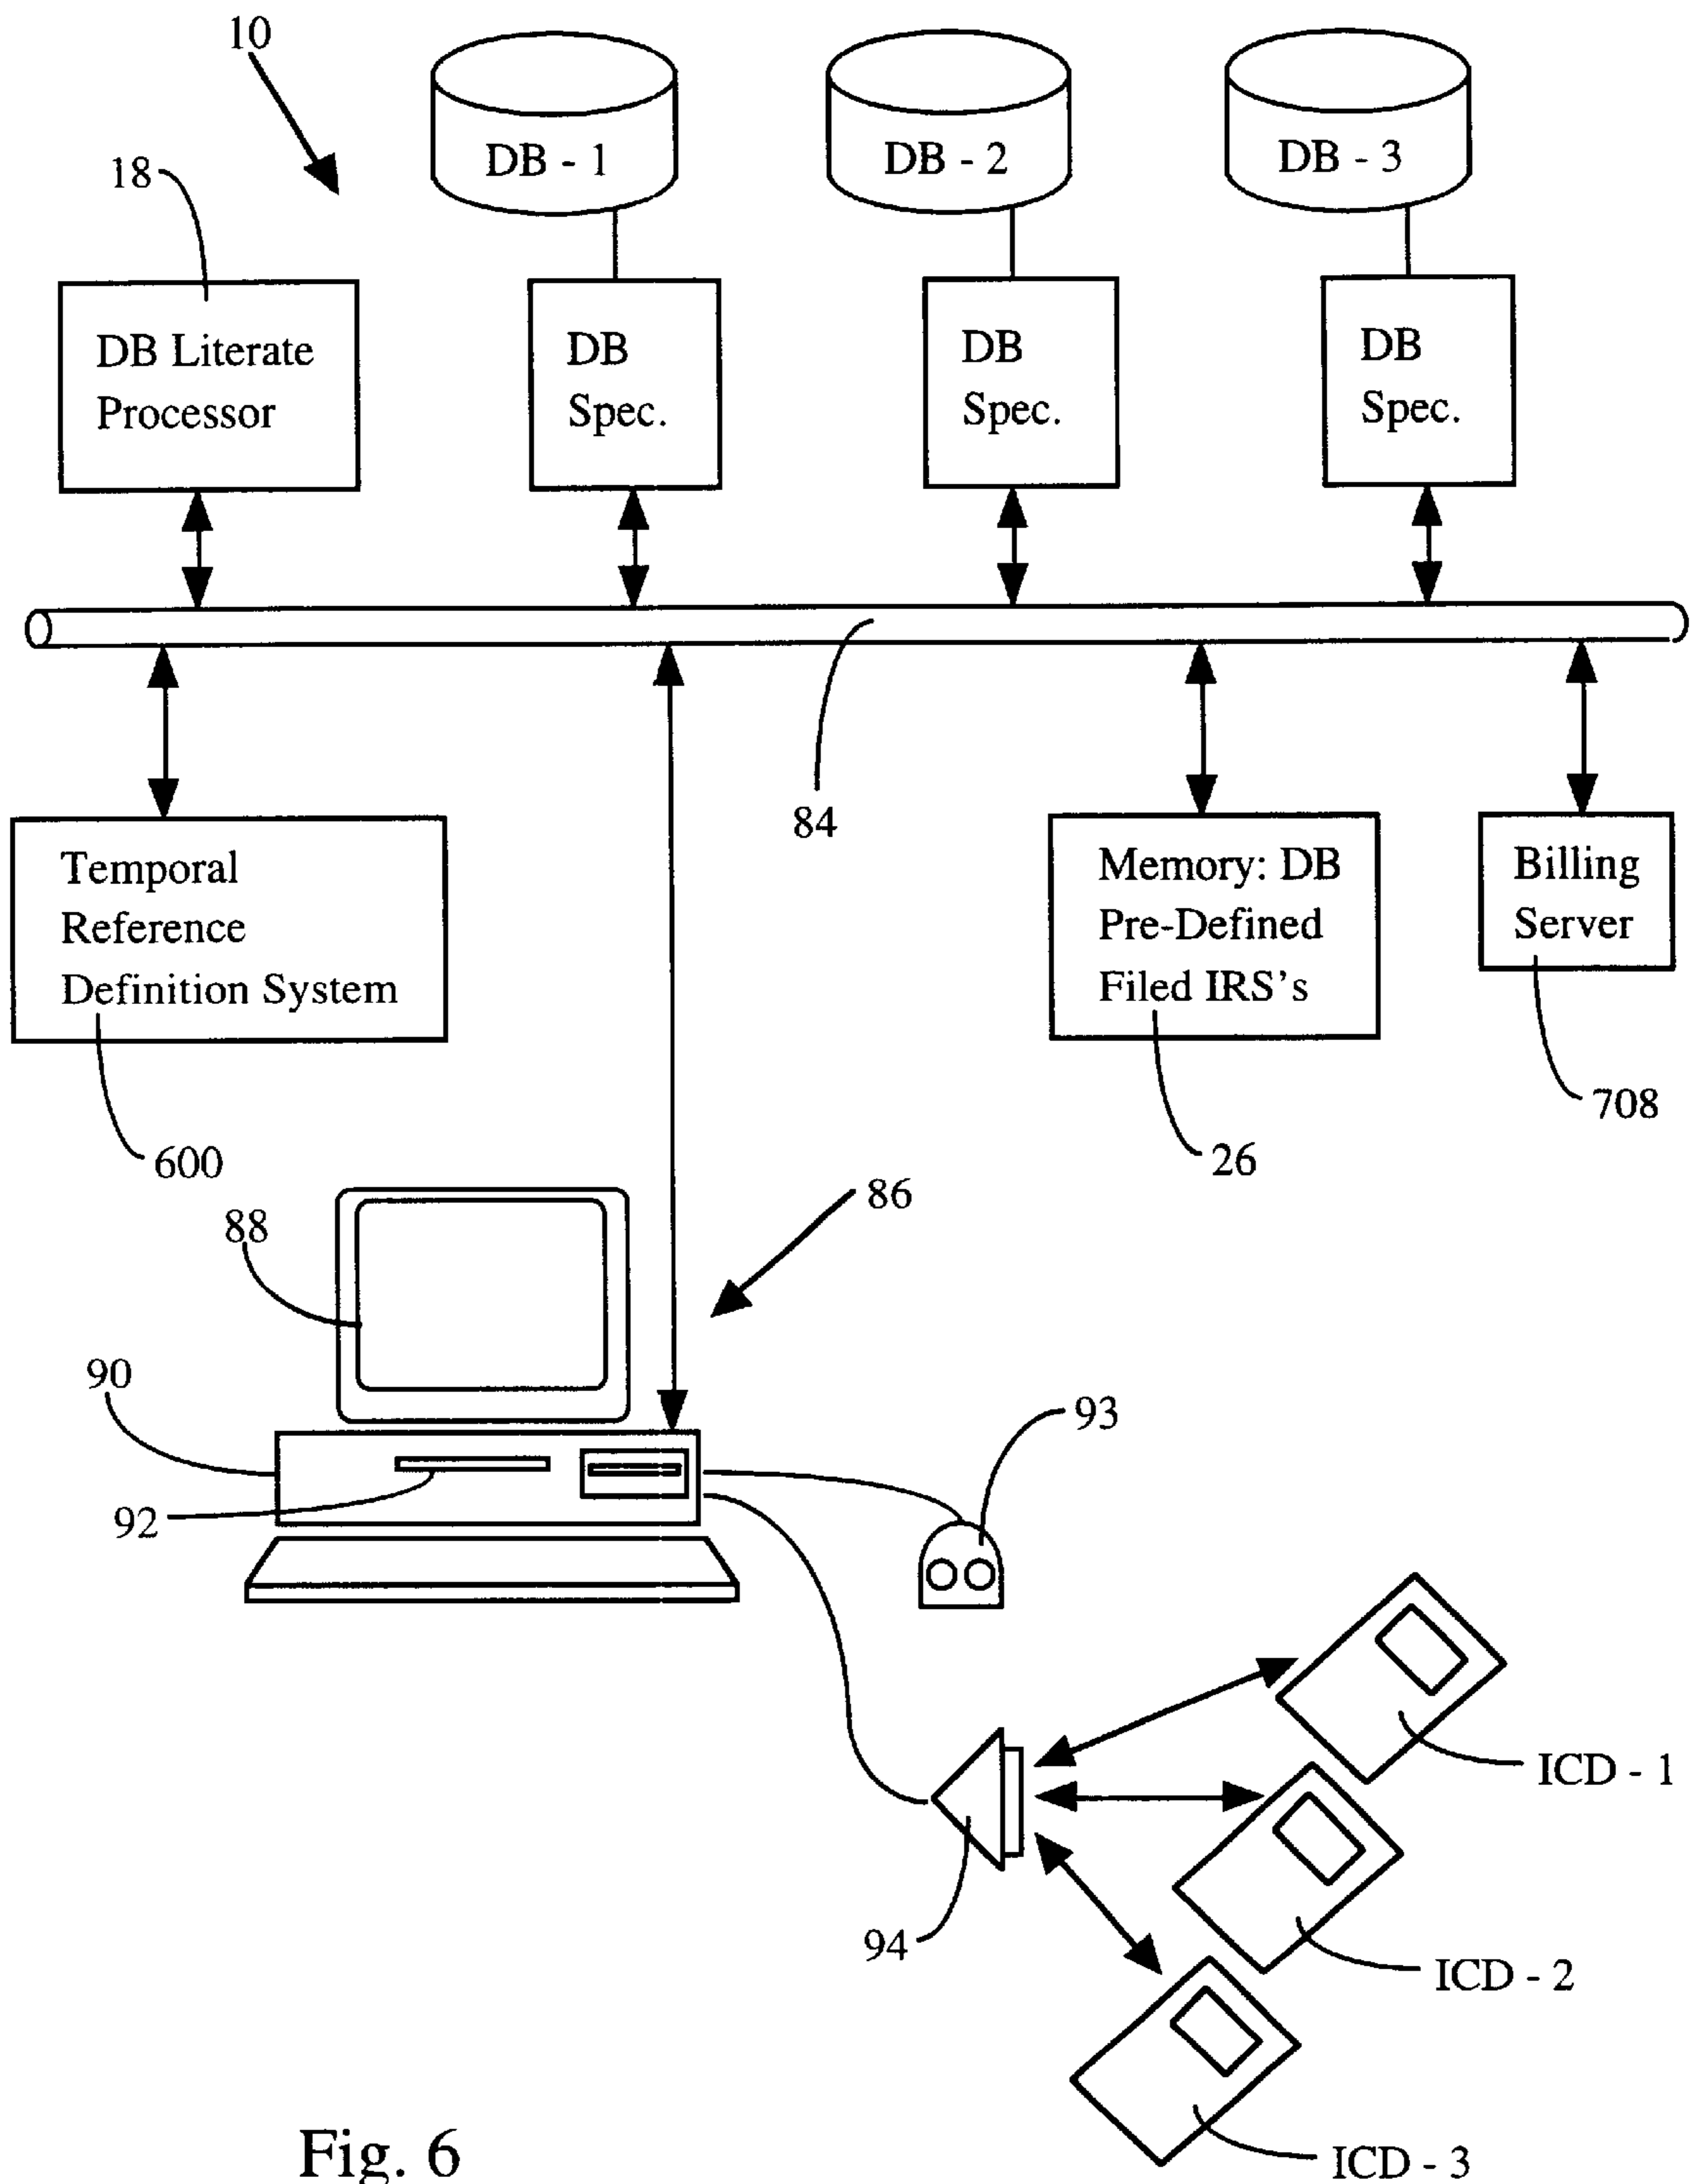 10
DB - 1
DB - 2
DB - 3
18
DB Literate
Processor
DB
Spec.
DB
Spec.
DB
Spec.
84
Temporal
Reference
Definition System
Memory: DB
Pre-Defined
Filed IRS's
Billing
Server
600
26
708
86
88
90
92
93
94
ICD - 1
ICD - 2
ICD - 3
Fig. 6